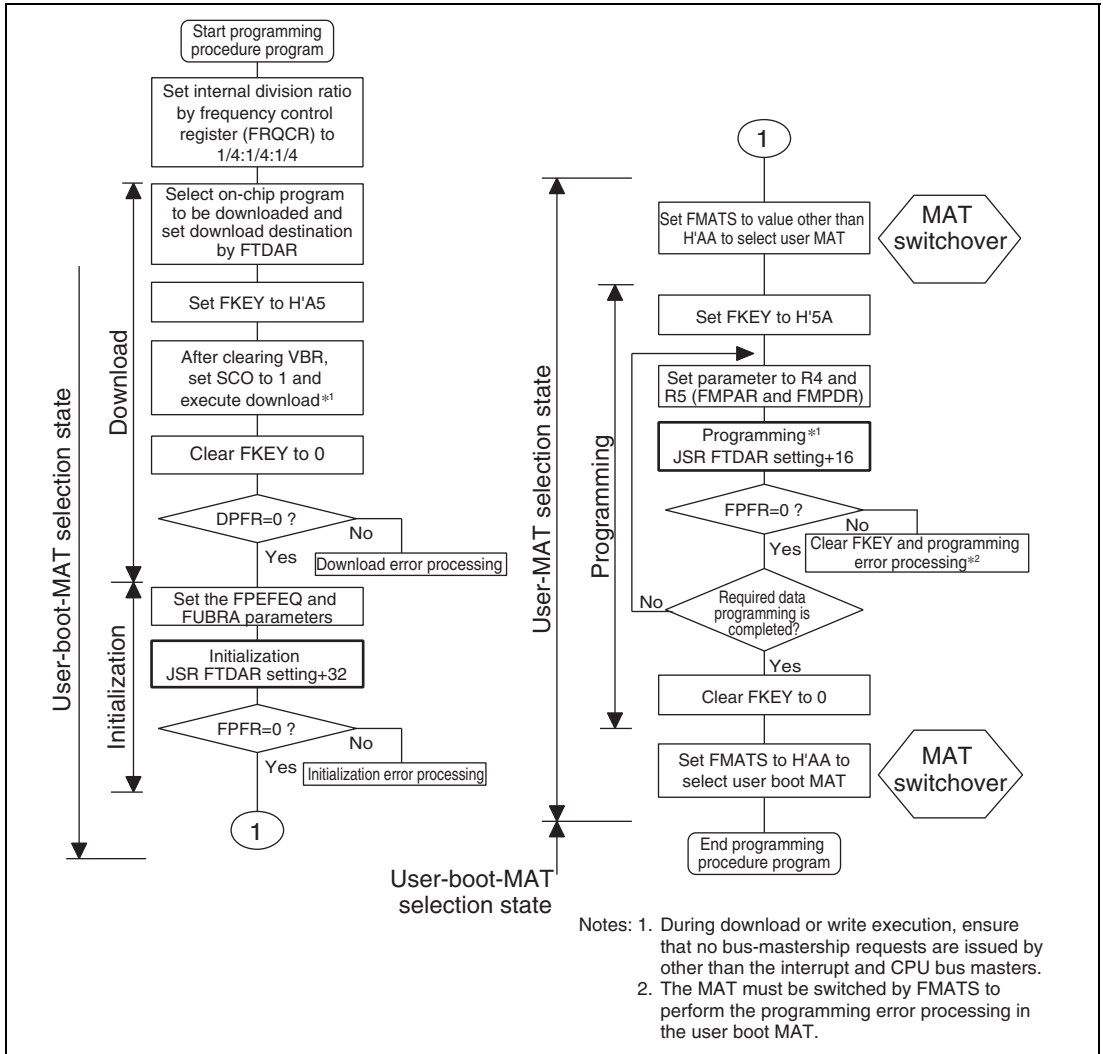 Start programming
procedure program
Set internal division ratio
by frequency control
register (FRQCR) to
1/4:1/4:1/4
Select on-chip program
to be downloaded and
set download destination
by FTDAR
Set FKEY to H'A5
After clearing VBR,
set SCO to 1 and
execute download*1
Clear FKEY to 0
DPFR=0 ?
No
Yes
Download error processing
Set the FPEFEQ and
FUBRA parameters
Initialization
JSR FTDAR setting+32
FPFR=0 ?
No
Yes
Initialization error processing
1
Download
Initialization
User-boot-MAT selection state
1
Set FMATS to value other than
H'AA to select user MAT
MAT
switchover
Set FKEY to H'5A
Set parameter to R4 and
R5 (FMPAR and FMPDR)
Programming*1
JSR FTDAR setting+16
FPFR=0 ?
No
Yes
Clear FKEY and programming
error processing*2
No
Required data
programming is
completed?
Yes
Clear FKEY to 0
Set FMATS to H'AA to
select user boot MAT
MAT
switchover
End programming
procedure program
Programming
User-MAT selection state
User-boot-MAT
selection state
Notes: 1. During download or write execution, ensure
that no bus-mastership requests are issued by
other than the interrupt and CPU bus masters.
2. The MAT must be switched by FMATS to
perform the programming error processing in
the user boot MAT.